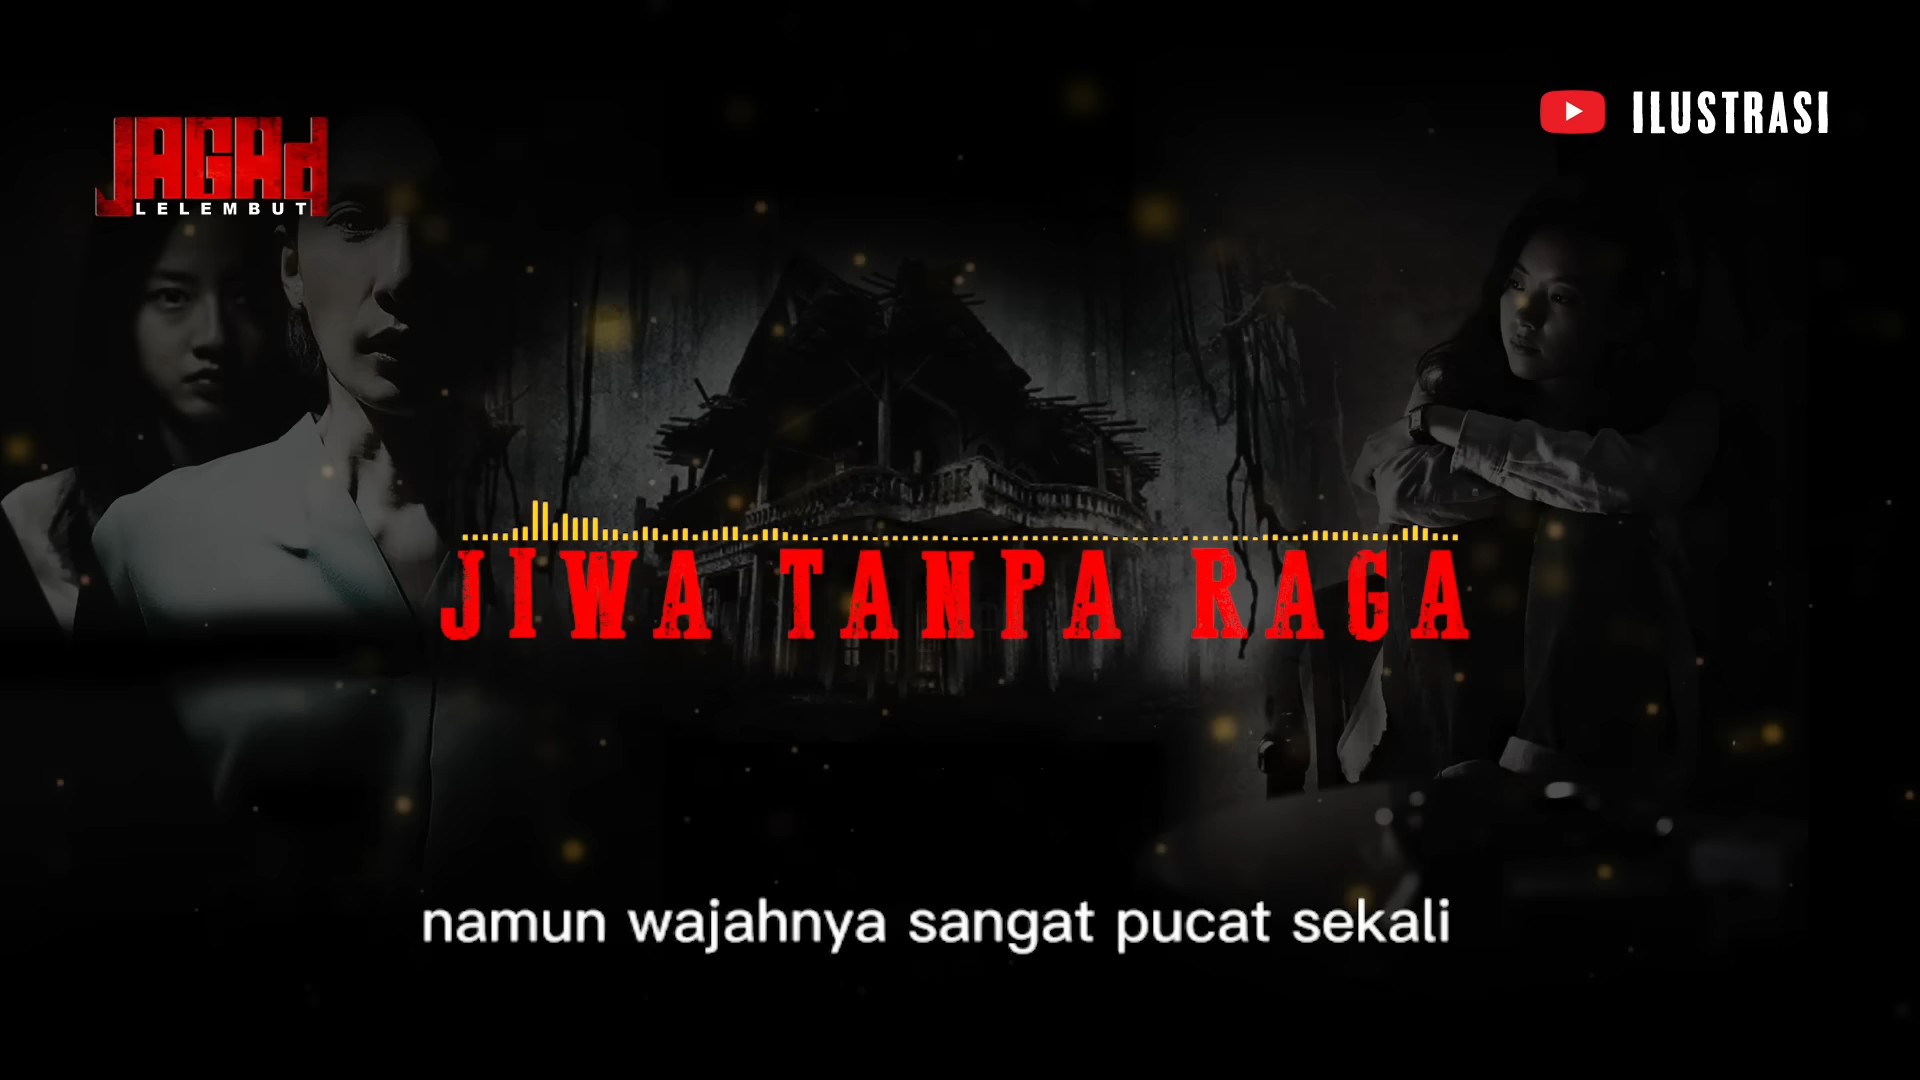 JAGAd
LELEMBUT
ILUSTRASI
JIWA TANPA RAGA
namun wajahnya sangat pucat sekali